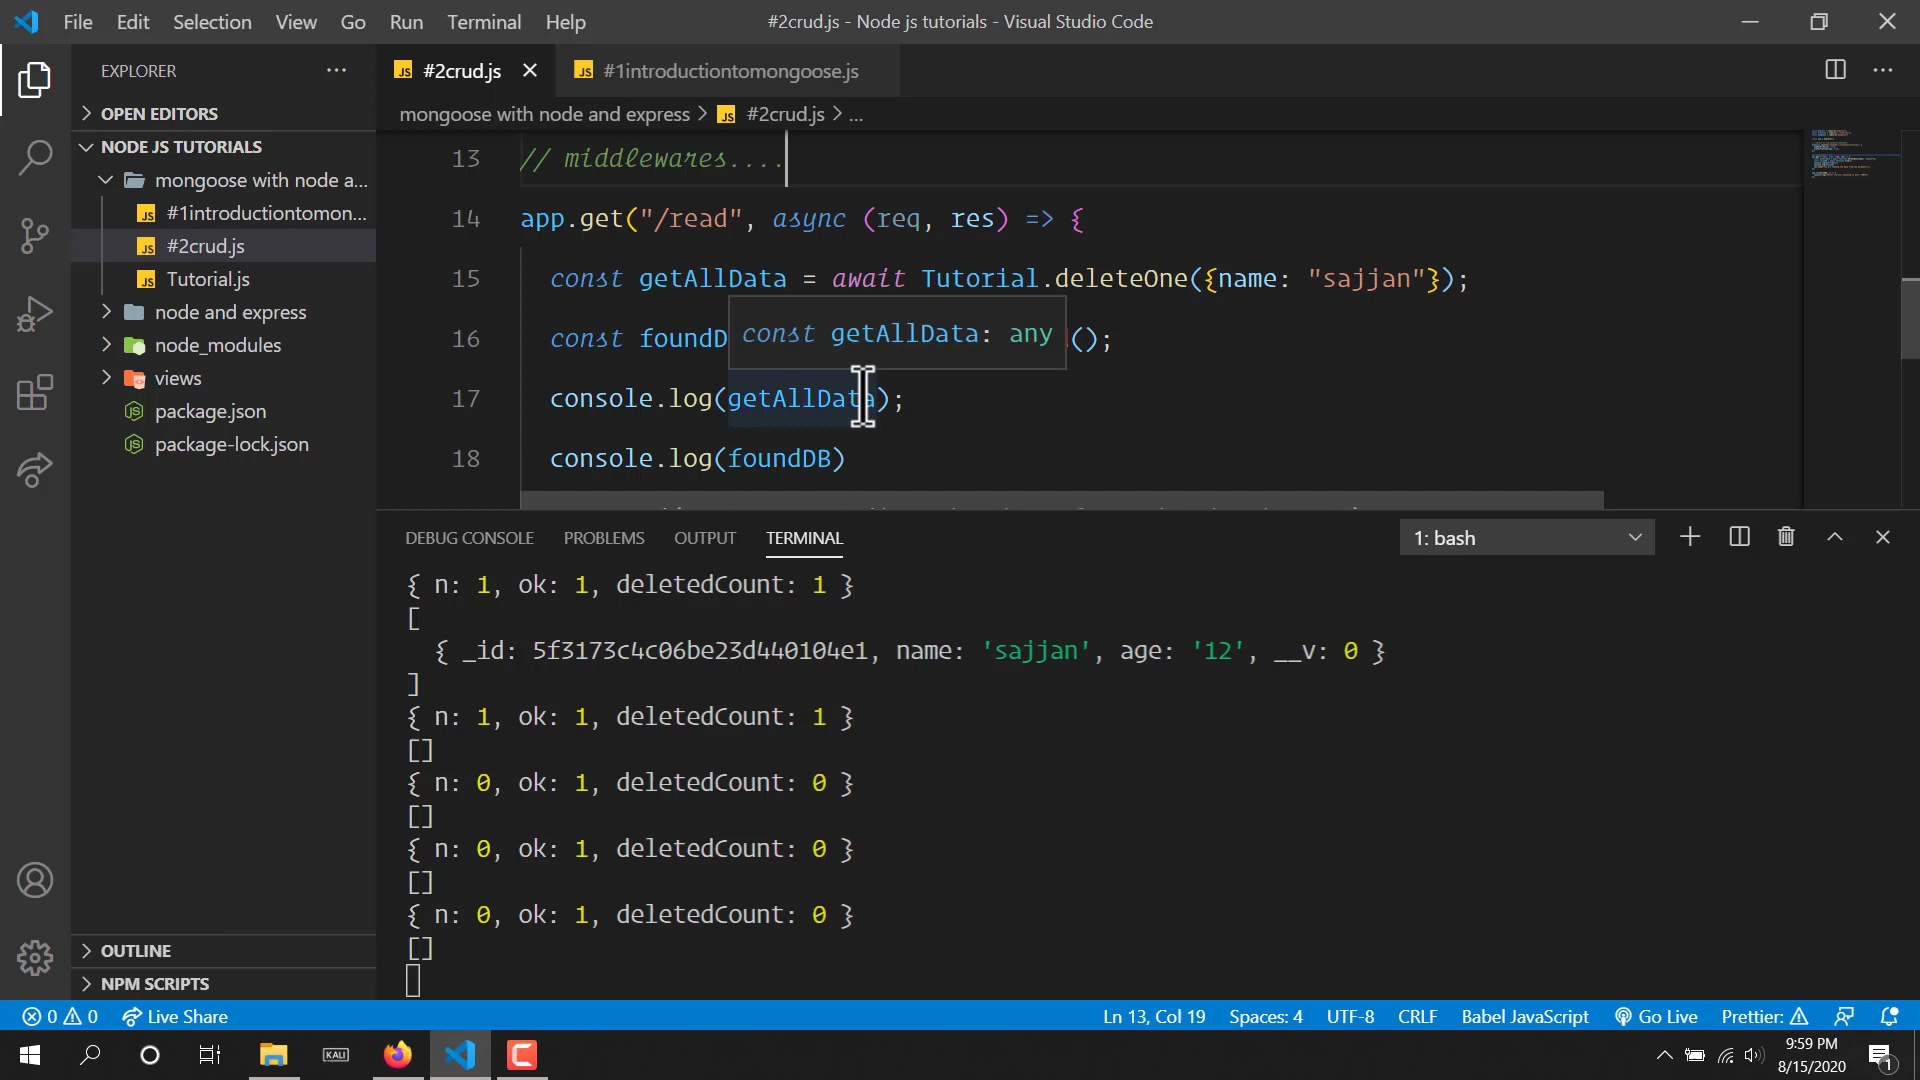 File Edit Selection View Go Run Terminal Help
#2crud.js - Node js tutorials - Visual Studio Code
EXPLORER
OPEN EDITORS
NODE JS TUTORIALS
mongoose with node a...
#1introductiontomon...
#2crud.js
Tutorial.js
node and express
node_modules
views
package.json
package-lock.json
OUTLINE
NPM SCRIPTS
#2crud.js
#1introductiontomongoose.js
mongoose with node and express > #2crud.js > ...
13 // middlewares....
14 app.get("/read", async (req, res) => {
15 const getAllData = await Tutorial.deleteOne({name: "sajjan"});
16 const foundD ();
const getAllData: any
17 console.log(getAllData);
18 console.log(foundDB)
DEBUG CONSOLE PROBLEMS OUTPUT TERMINAL
1: bash
{ n: 1, ok: 1, deletedCount: 1 }
[
{ _id: 5f3173c4c06be23d440104e1, name: 'sajjan', age: '12', __v: 0 }
]
{ n: 1, ok: 1, deletedCount: 1 }
[]
{ n: 0, ok: 1, deletedCount: 0 }
[]
{ n: 0, ok: 1, deletedCount: 0 }
[]
{ n: 0, ok: 1, deletedCount: 0 }
[]
0 0 Live Share Ln 13, Col 19 Spaces: 4 UTF-8 CRLF Babel JavaScript Go Live Prettier:
KALI
9:59 PM
8/15/2020
1